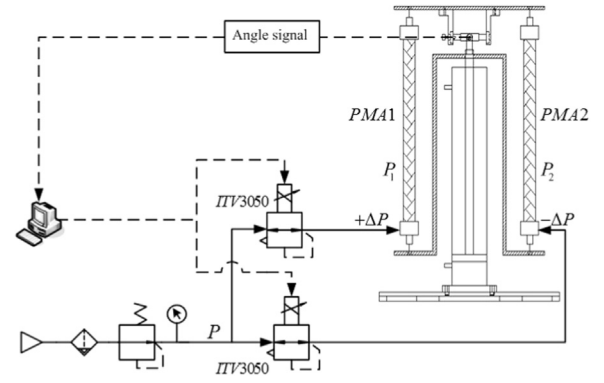 Angle signal
PMA1
PMA2
P1
P2
ITV3050
+ΔP
−ΔP
P
ITV3050